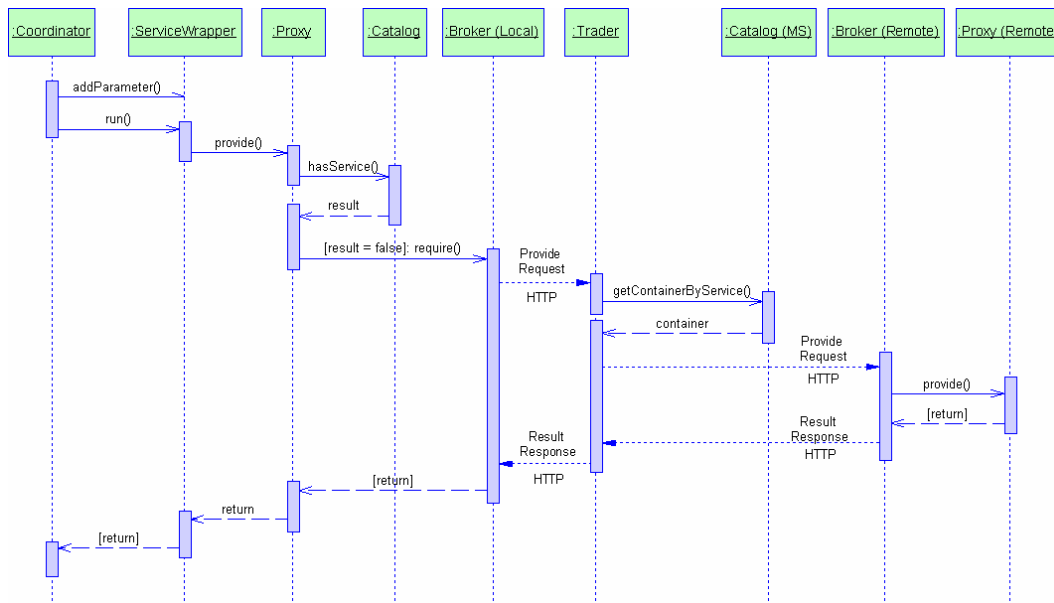 :Coordinator
:ServiceWrapper
:Proxy
:Catalog
:Broker (Local)
:Trader
:Catalog (MS)
:Broker (Remote)
:Proxy (Remote
addParameter()
run()
provide()
hasService()
result
[result = false]: require()
Provide
Request
HTTP
getContainerByService()
container
Provide
Request
HTTP
provide()
[return]
Result
Response
HTTP
Result
Response
HTTP
[return]
return
[return]